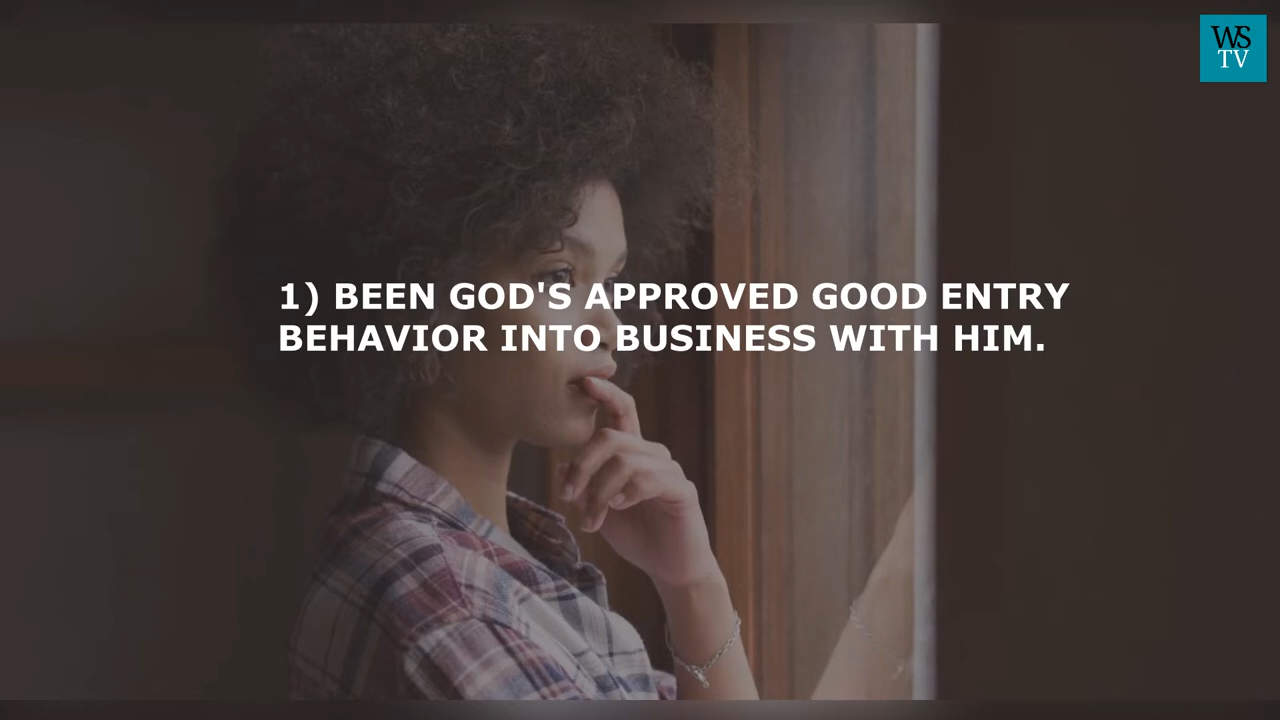 WS
TV
1) BEEN GOD'S APPROVED GOOD ENTRY
BEHAVIOR INTO BUSINESS WITH HIM.